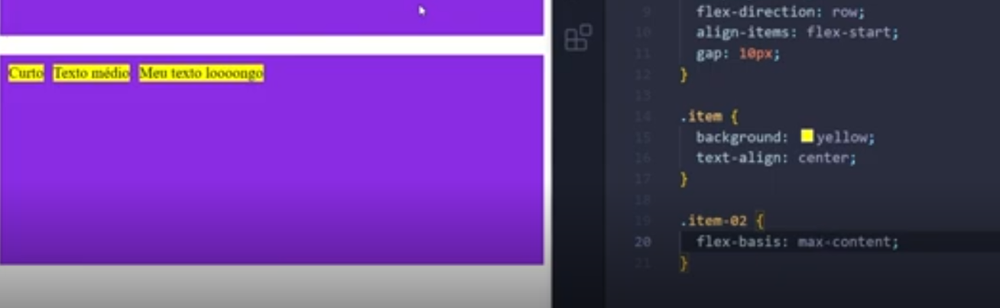 Curto Texto médio Meu texto loooongo
9 flex-direction: row;
10 align-items: flex-start;
11 gap: 10px;
12 }
13
14 .item {
15 background: yellow;
16 text-align: center;
17 }
18
19 .item-02 {
20 flex-basis: max-content;
21 }